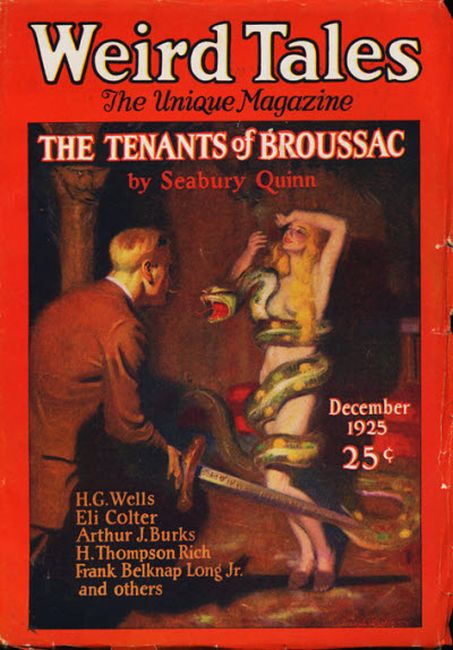 Weird Tales
The Unique Magazine
THE TENANTS of BROUSSAC
by Seabury Quinn
December
1925
25¢
H.G. Wells
Eli Colter
Arthur J. Burks
H. Thompson Rich
Frank Belknap Long Jr.
and others